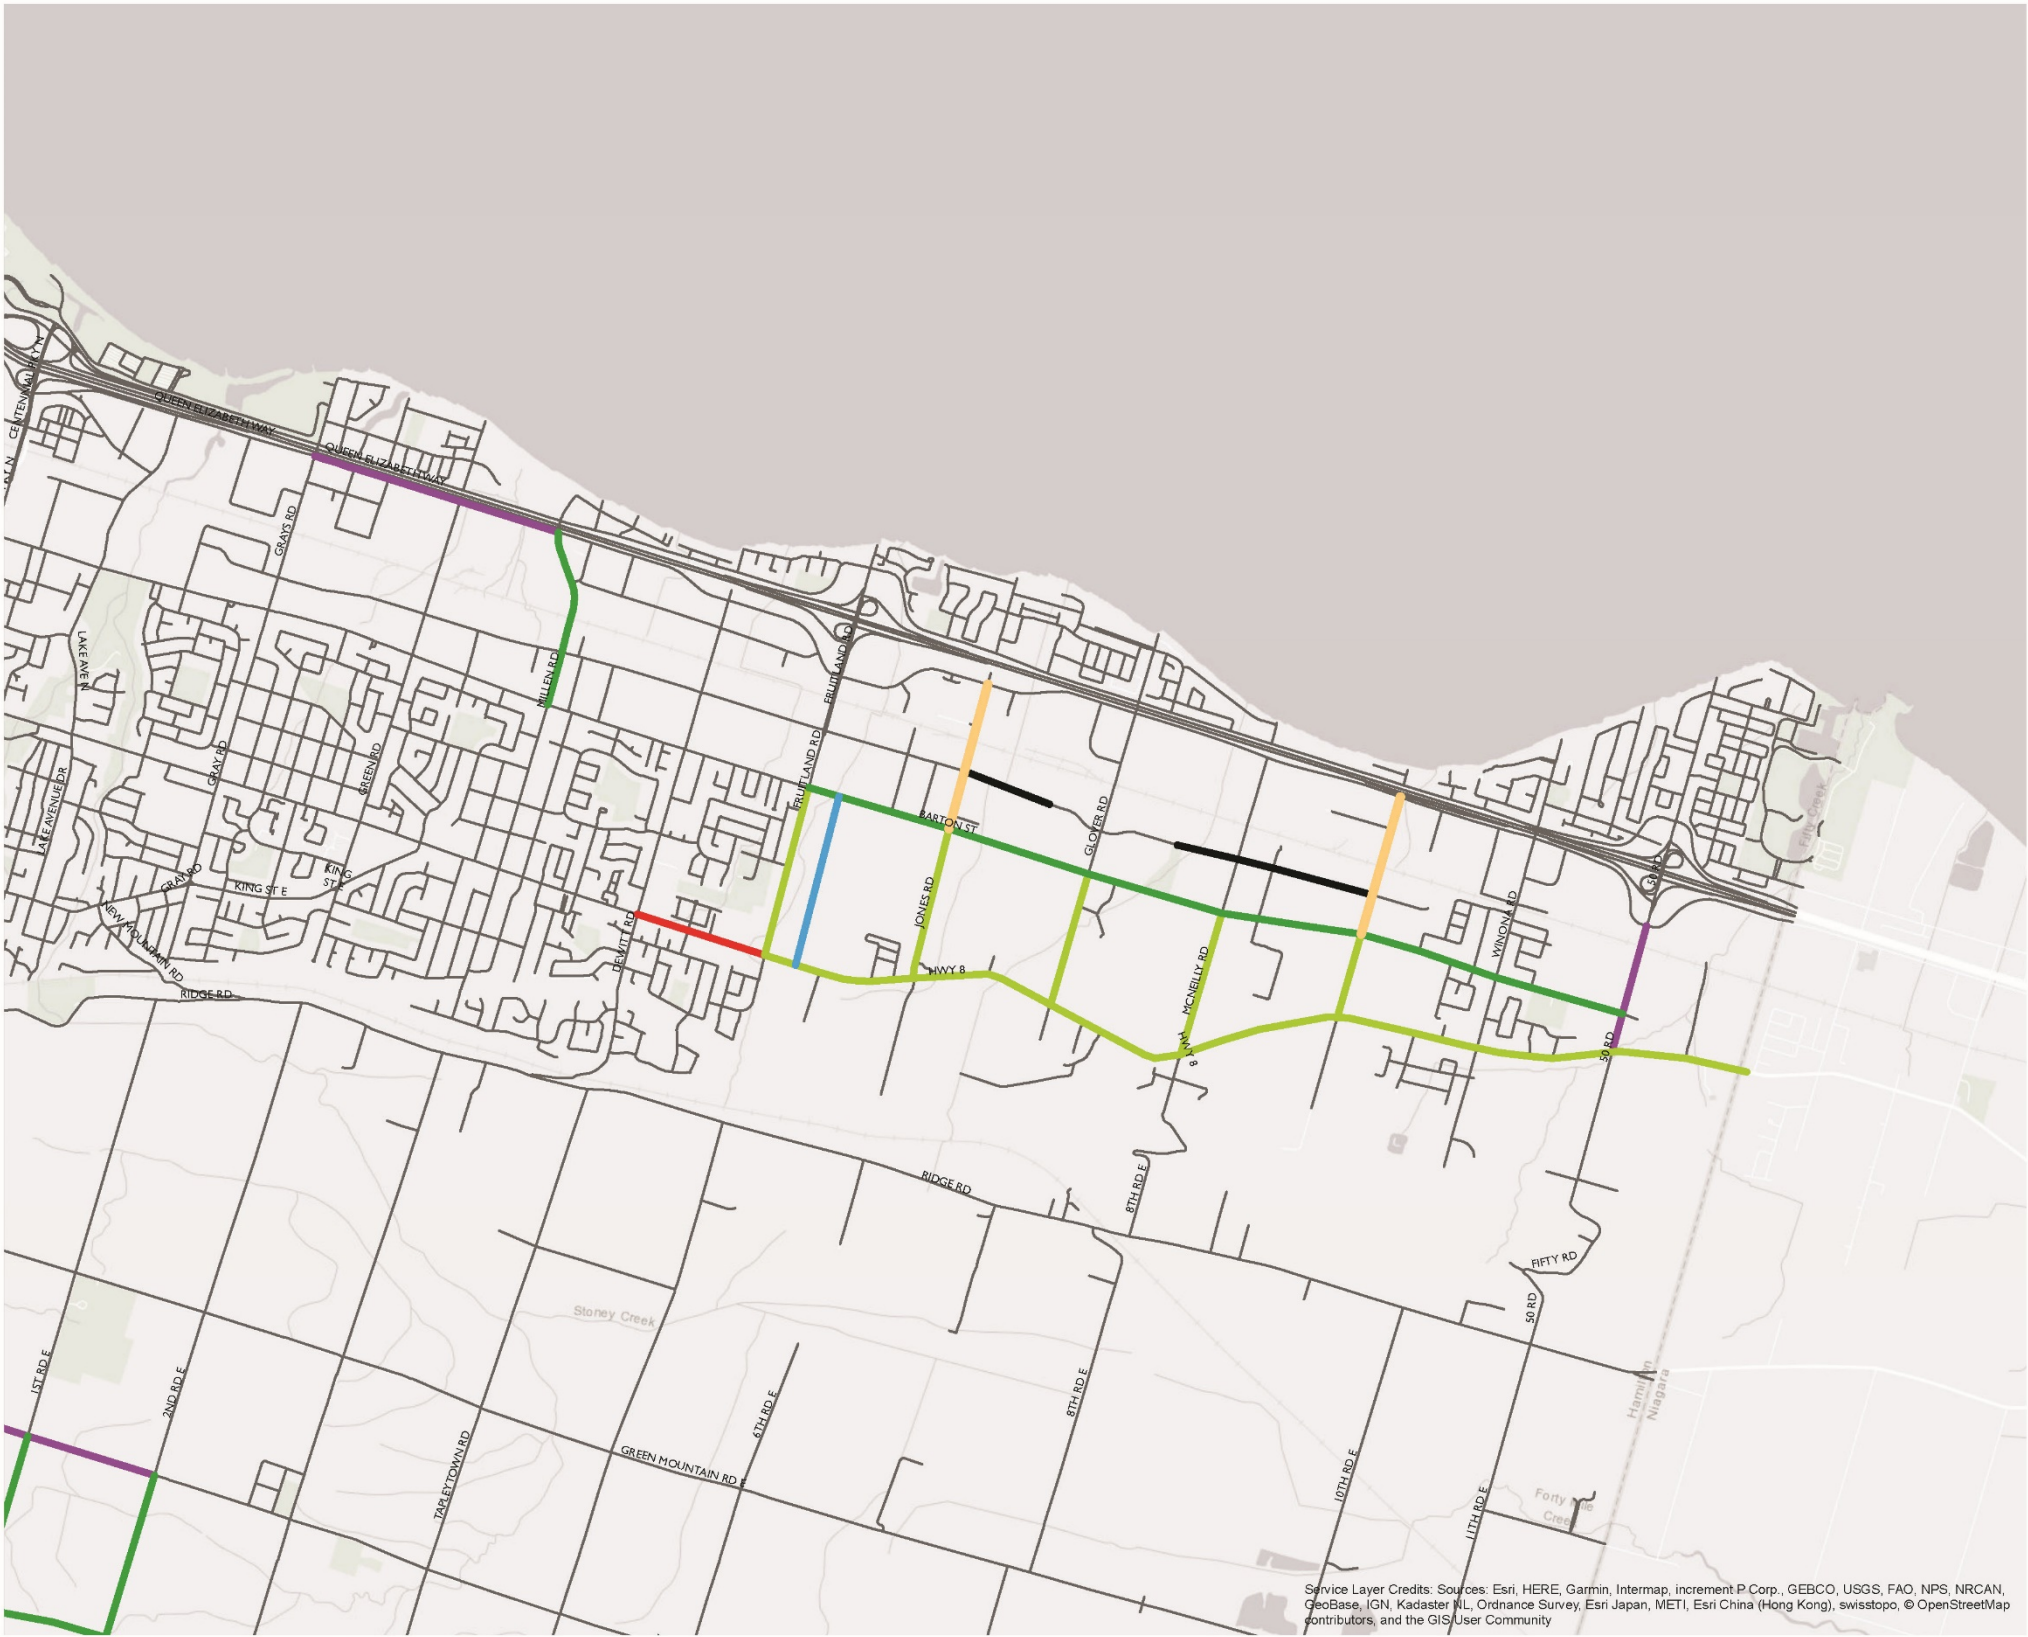 CENTENNIAL PKY N
QUEEN ELIZABETH WAY
QUEEN ELIZABETH WAY
GRAYS RD
LAKE AVE N
MILLEN RD
FRUITLAND RD
FRUITLAND RD
GRAY RD
GREEN RD
LAKE AVENUE DR
BARTON ST
GLOVER RD
Fifty Creek
50 RD
GRAY RD
KING ST E
KING
ST E
JONES RD
WINONA RD
NEW MOUNTAIN RD
DEWITT RD
HWY 8
MCNEILLY RD
RIDGE RD
HWY 8
50 RD
RIDGE RD
8TH RD E
FIFTY RD
50 RD
Stoney Creek
1ST RD E
2ND RD E
6TH RD E
8TH RD E
Hamilton
Niagara
TAPLEYTOWN RD
GREEN MOUNTAIN RD E
10TH RD E
11TH RD E
Forty Mile
Creek
Service Layer Credits: Sources: Esri, HERE, Garmin, Intermap, increment P Corp., GEBCO, USGS, FAO, NPS, NRCAN,
GeoBase, IGN, Kadaster NL, Ordnance Survey, Esri Japan, METI, Esri China (Hong Kong), swisstopo, © OpenStreetMap
contributors, and the GIS User Community